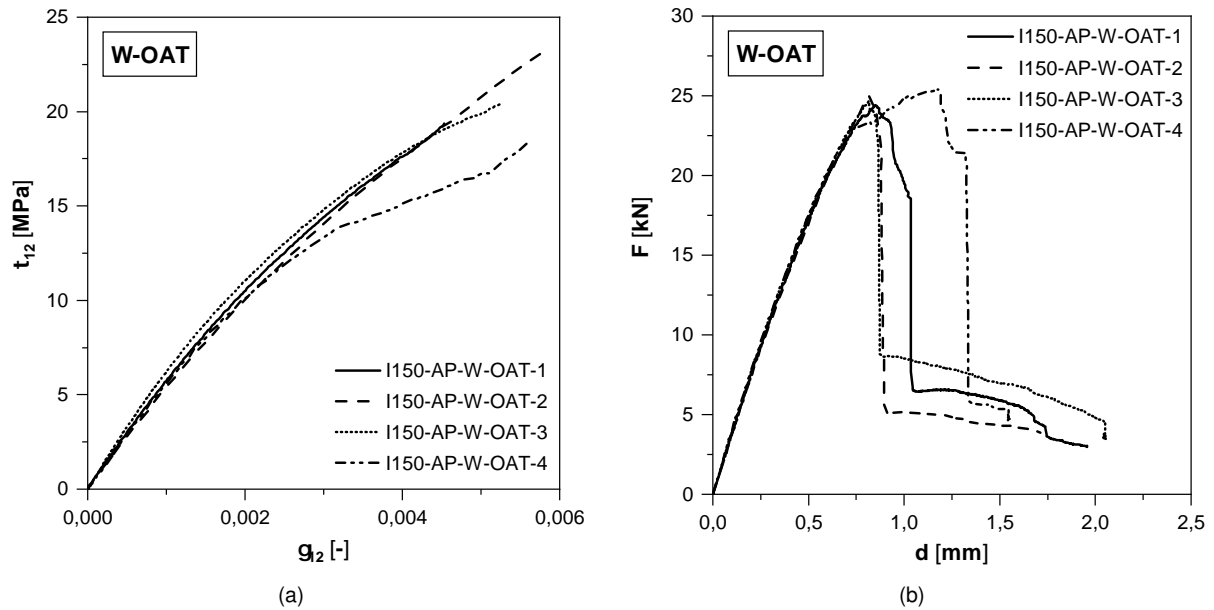 25
20
15
10
5
0
t12 [MPa]
W-OAT
I150-AP-W-OAT-1
I150-AP-W-OAT-2
I150-AP-W-OAT-3
I150-AP-W-OAT-4
0,000 0,002 0,004 0,006
g12 [-]
(a)
30
25
20
15
10
5
0
F [kN]
W-OAT
I150-AP-W-OAT-1
I150-AP-W-OAT-2
I150-AP-W-OAT-3
I150-AP-W-OAT-4
0,0 0,5 1,0 1,5 2,0 2,5
d [mm]
(b)